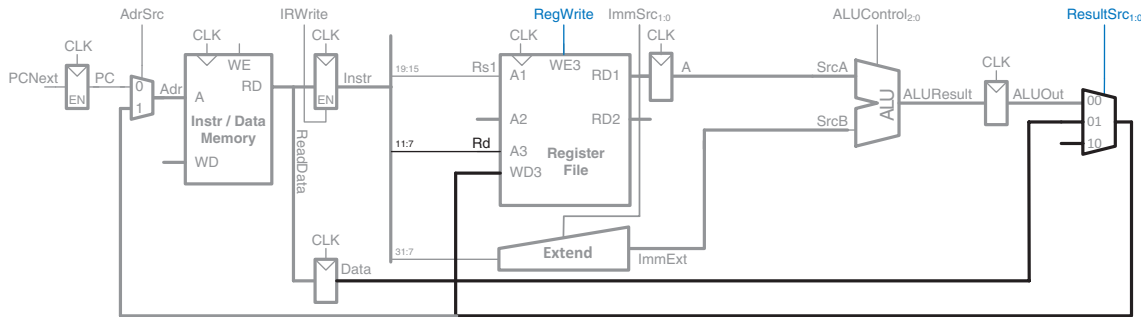 AdrSrc
IRWrite
RegWrite
ImmSrc1:0
ALUControl2:0
ResultSrc1:0
CLK
CLK
CLK
CLK
CLK
CLK
PCNext
PC
EN
0
1
Adr
WE
RD
A
Instr / Data
Memory
WD
ReadData
EN
Instr
19:15
Rs1
A1
WE3
RD1
A
SrcA
A2
RD2
SrcB
11:7
Rd
A3
WD3
Register
File
ALU
ALUResult
ALUOut
00
01
10
31:7
Extend
ImmExt
CLK
Data